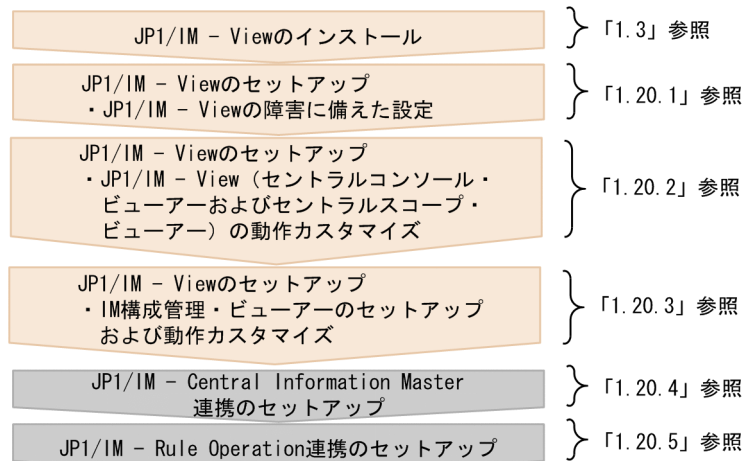 JP1/IM - Viewのインストール
「1.3」参照
JP1/IM - Viewのセットアップ
・JP1/IM - Viewの障害に備えた設定
「1.20.1」参照
JP1/IM - Viewのセットアップ
・JP1/IM - View（セントラルコンソール・
ビューアーおよびセントラルスコープ・
ビューアー）の動作カスタマイズ
「1.20.2」参照
JP1/IM - Viewのセットアップ
・IM構成管理・ビューアーのセットアップ
および動作カスタマイズ
「1.20.3」参照
JP1/IM - Central Information Master
連携のセットアップ
「1.20.4」参照
JP1/IM - Rule Operation連携のセットアップ
「1.20.5」参照